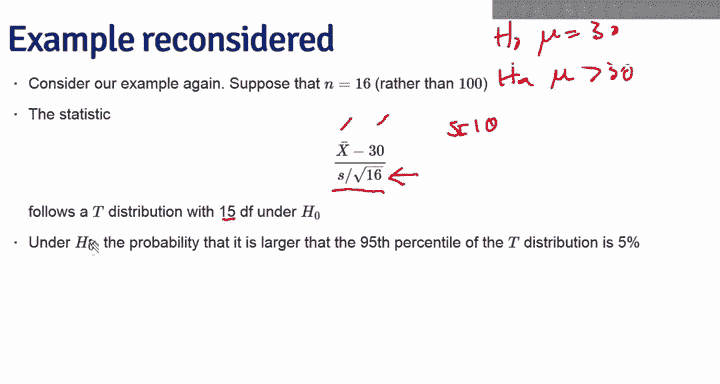 Example reconsidered
H₀ μ = 30
Hₐ μ > 30
· Consider our example again. Suppose that n = 16 (rather than 100)
· The statistic
s = 10
X̄ − 30
s/√16
follows a T distribution with 15 df under H₀
· Under H₀, the probability that it is larger that the 95th percentile of the T distribution is 5%